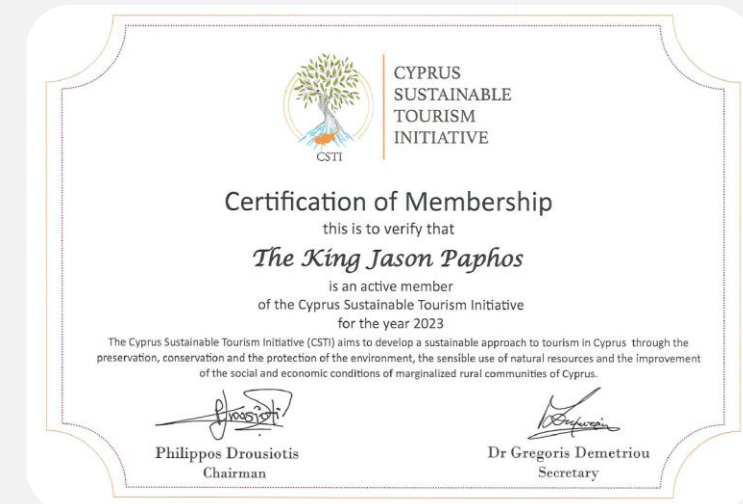 CYPRUS
SUSTAINABLE
TOURISM
INITIATIVE
CSTI
Certification of Membership
this is to verify that
The King Jason Paphos
is an active member
of the Cyprus Sustainable Tourism Initiative
for the year 2023
The Cyprus Sustainable Tourism Initiative (CSTI) aims to develop a sustainable approach to tourism in Cyprus through the
preservation, conservation and the protection of the environment, the sensible use of natural resources and the improvement
of the social and economic conditions of marginalized rural communities of Cyprus.
Philippos Drousiotis
Chairman
Dr Gregoris Demetriou
Secretary